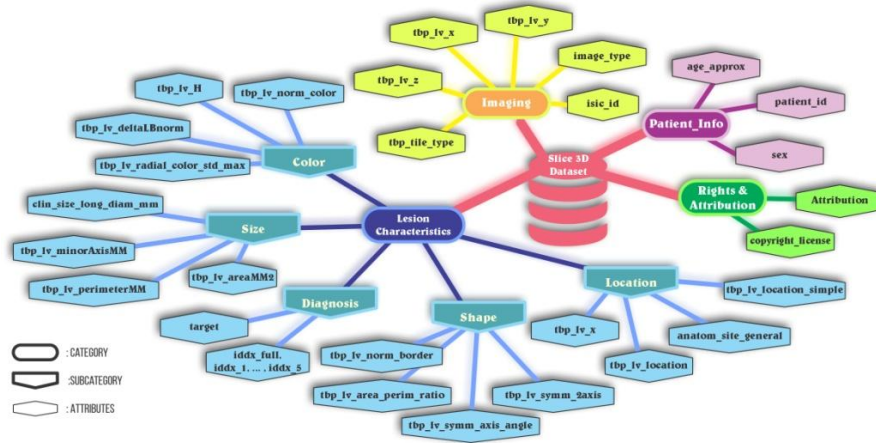 tbp_lv_y
tbp_lv_x
image_type
tbp_lv_z
Imaging
isic_id
tbp_tile_type
age_approx
patient_id
Patient_Info
sex
tbp_lv_H
tbp_lv_norm_color
tbp_lv_deltaLBnorm
tbp_lv_radial_color_std_max
Color
Slice 3D
Dataset
Rights &
Attribution
Attribution
copyright_license
clin_size_long_diam_mm
Size
tbp_lv_minorAxisMM
tbp_lv_areaMM2
tbp_lv_perimeterMM
Lesion
Characteristics
Diagnosis
target
iddx_full,
iddx_1, ... , iddx_5
Shape
tbp_lv_norm_border
tbp_lv_area_perim_ratio
tbp_lv_symm_2axis
tbp_lv_symm_axis_angle
Location
tbp_lv_location_simple
tbp_lv_x
anatom_site_general
tbp_lv_location
: CATEGORY
:SUBCATEGORY
: ATTRIBUTES